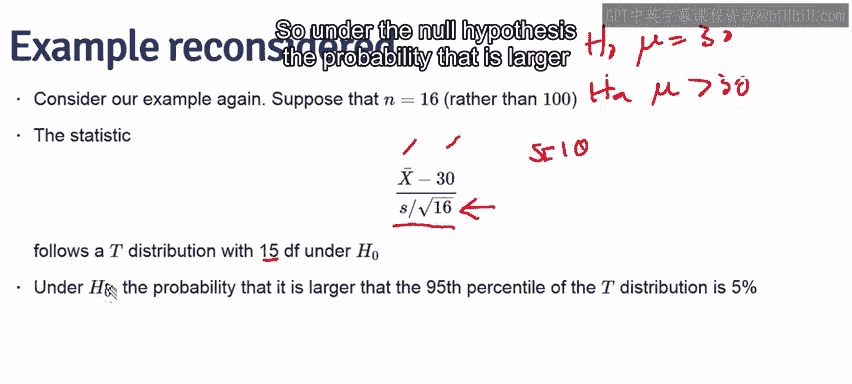 GPT中英字幕课程资源@bilibili.com
So under the null hypothesis
the probability that is larger
Example reconsidered
H₀ μ = 30
Hₐ μ > 30
· Consider our example again. Suppose that n = 16 (rather than 100)
· The statistic
X̄ − 30
s/√16
follows a T distribution with 15 df under H₀
· Under H₀ the probability that it is larger that the 95th percentile of the T distribution is 5%